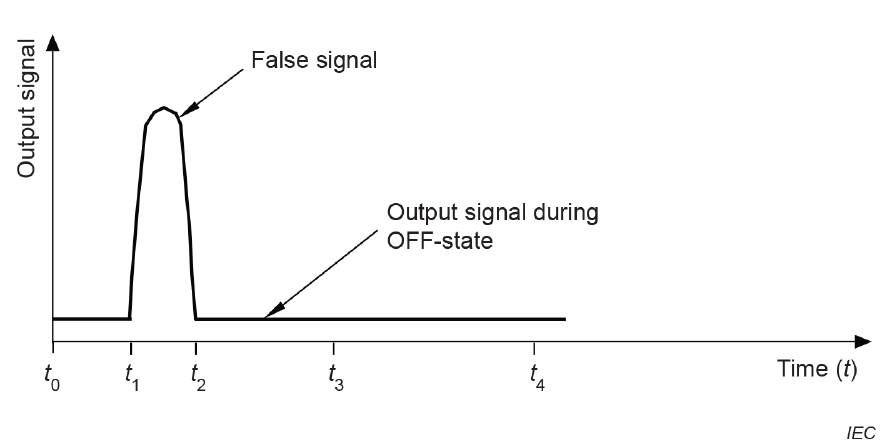 Output signal
False signal
Output signal during
OFF-state
t0
t1
t2
t3
t4
Time (t)
IEC